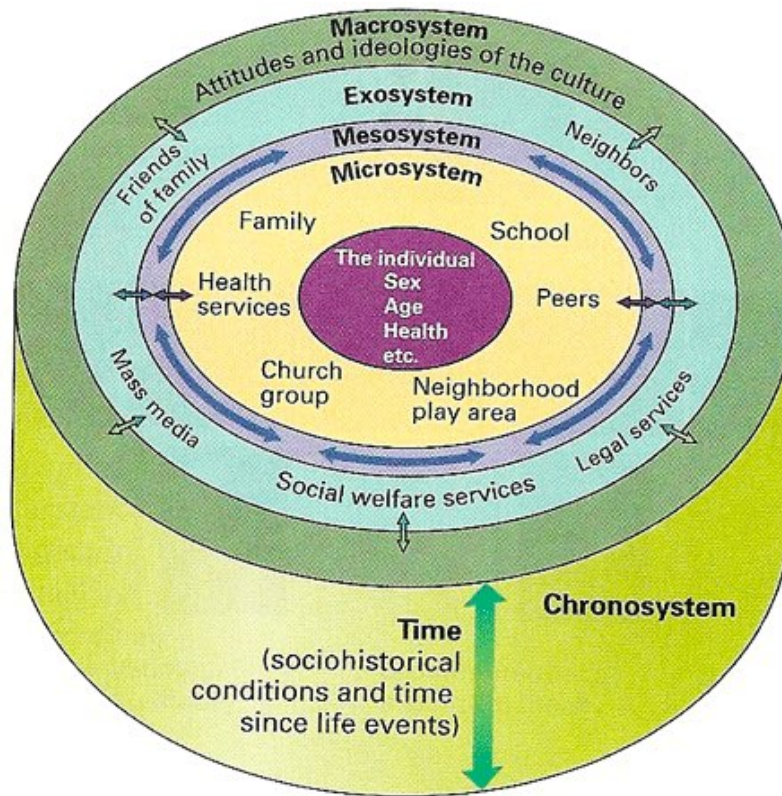 Macrosystem
Attitudes and ideologies of the culture
Exosystem
Mesosystem
Microsystem
Friends
of family
Neighbors
Family
School
Health
services
Peers
The individual
Sex
Age
Health
etc.
Church
group
Neighborhood
play area
Mass media
Social welfare services
Legal services
Chronosystem
Time
(sociohistorical
conditions and time
since life events)